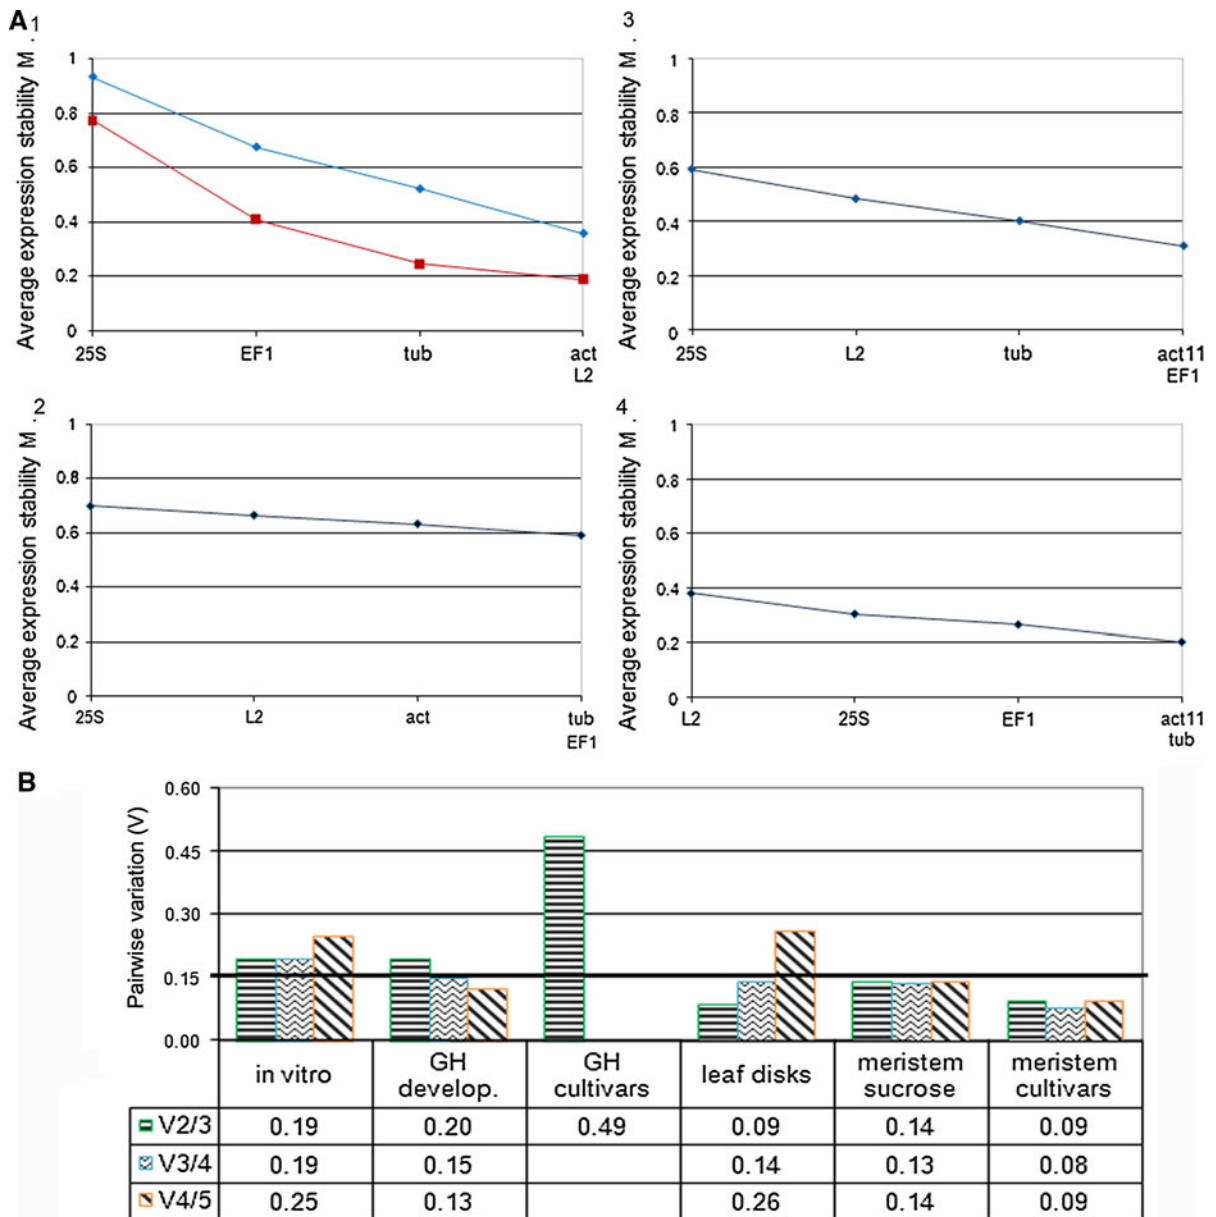 A 1
Average expression stability M .
1
0.8
0.6
0.4
0.2
0
25S EF1 tub act
L2
3
Average expression stability M .
1
0.8
0.6
0.4
0.2
0
25S L2 tub act11
EF1
2
Average expression stability M .
1
0.8
0.6
0.4
0.2
0
25S L2 act tub
EF1
4
Average expression stability M .
1
0.8
0.6
0.4
0.2
0
L2 25S EF1 act11
tub
B
Pairwise variation (V)
0.60
0.45
0.30
0.15
0.00
in vitro GH develop. GH cultivars leaf disks meristem sucrose meristem cultivars
V2/3 0.19 0.20 0.49 0.09 0.14 0.09
V3/4 0.19 0.15 0.14 0.13 0.08
V4/5 0.25 0.13 0.26 0.14 0.09